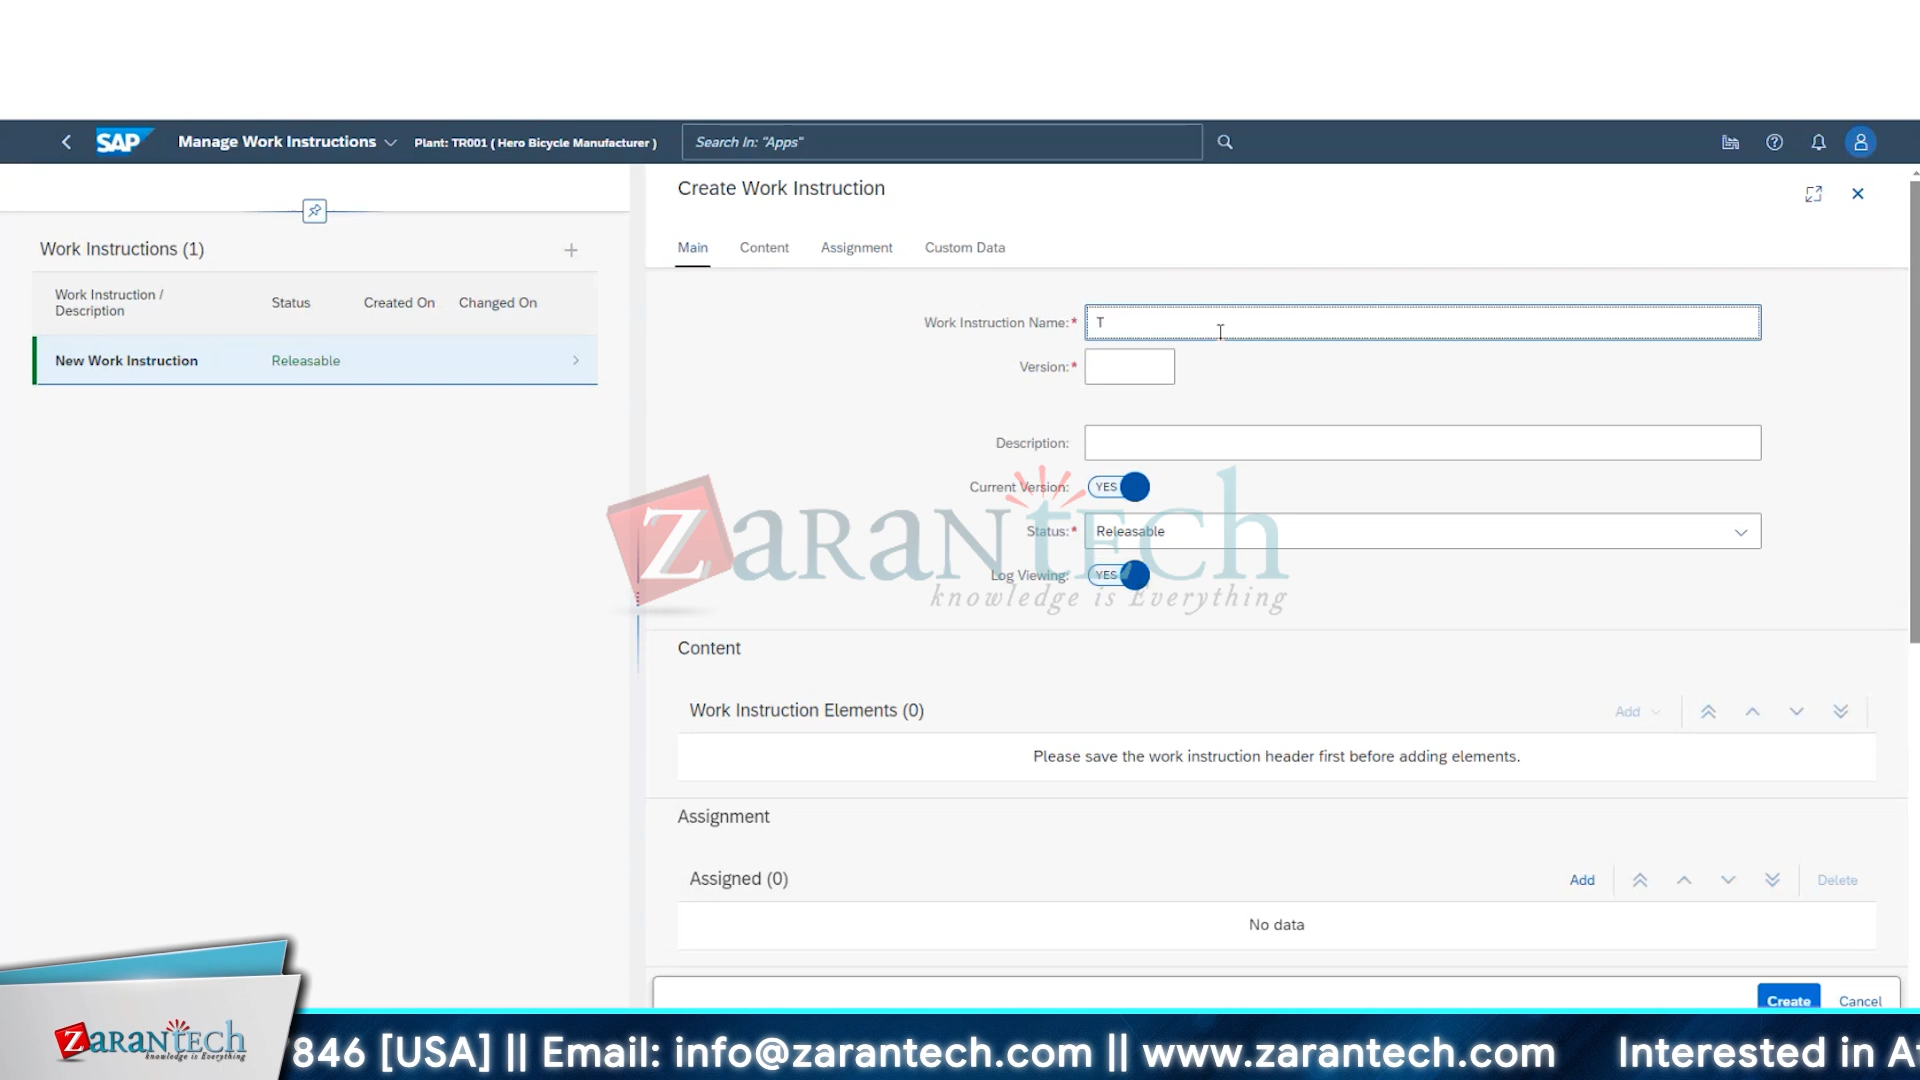 SAP
Manage Work Instructions
Plant: TR001 ( Hero Bicycle Manufacturer )
Search In: "Apps"
Create Work Instruction
Main
Content
Assignment
Custom Data
Work Instructions (1)
Work Instruction /
Description
Status
Created On
Changed On
New Work Instruction
Releasable
Work Instruction Name:*
T
Version:*
Description:
Current Version:
YES
Status:*
Releasable
Log Viewing:
YES
ZaranTech
knowledge is Everything
Content
Work Instruction Elements (0)
Add
Please save the work instruction header first before adding elements.
Assignment
Assigned (0)
Add
Delete
No data
Create
Cancel
ZaranTech
knowledge is Everything
846 [USA] || Email: info@zarantech.com || www.zarantech.com
Interested in